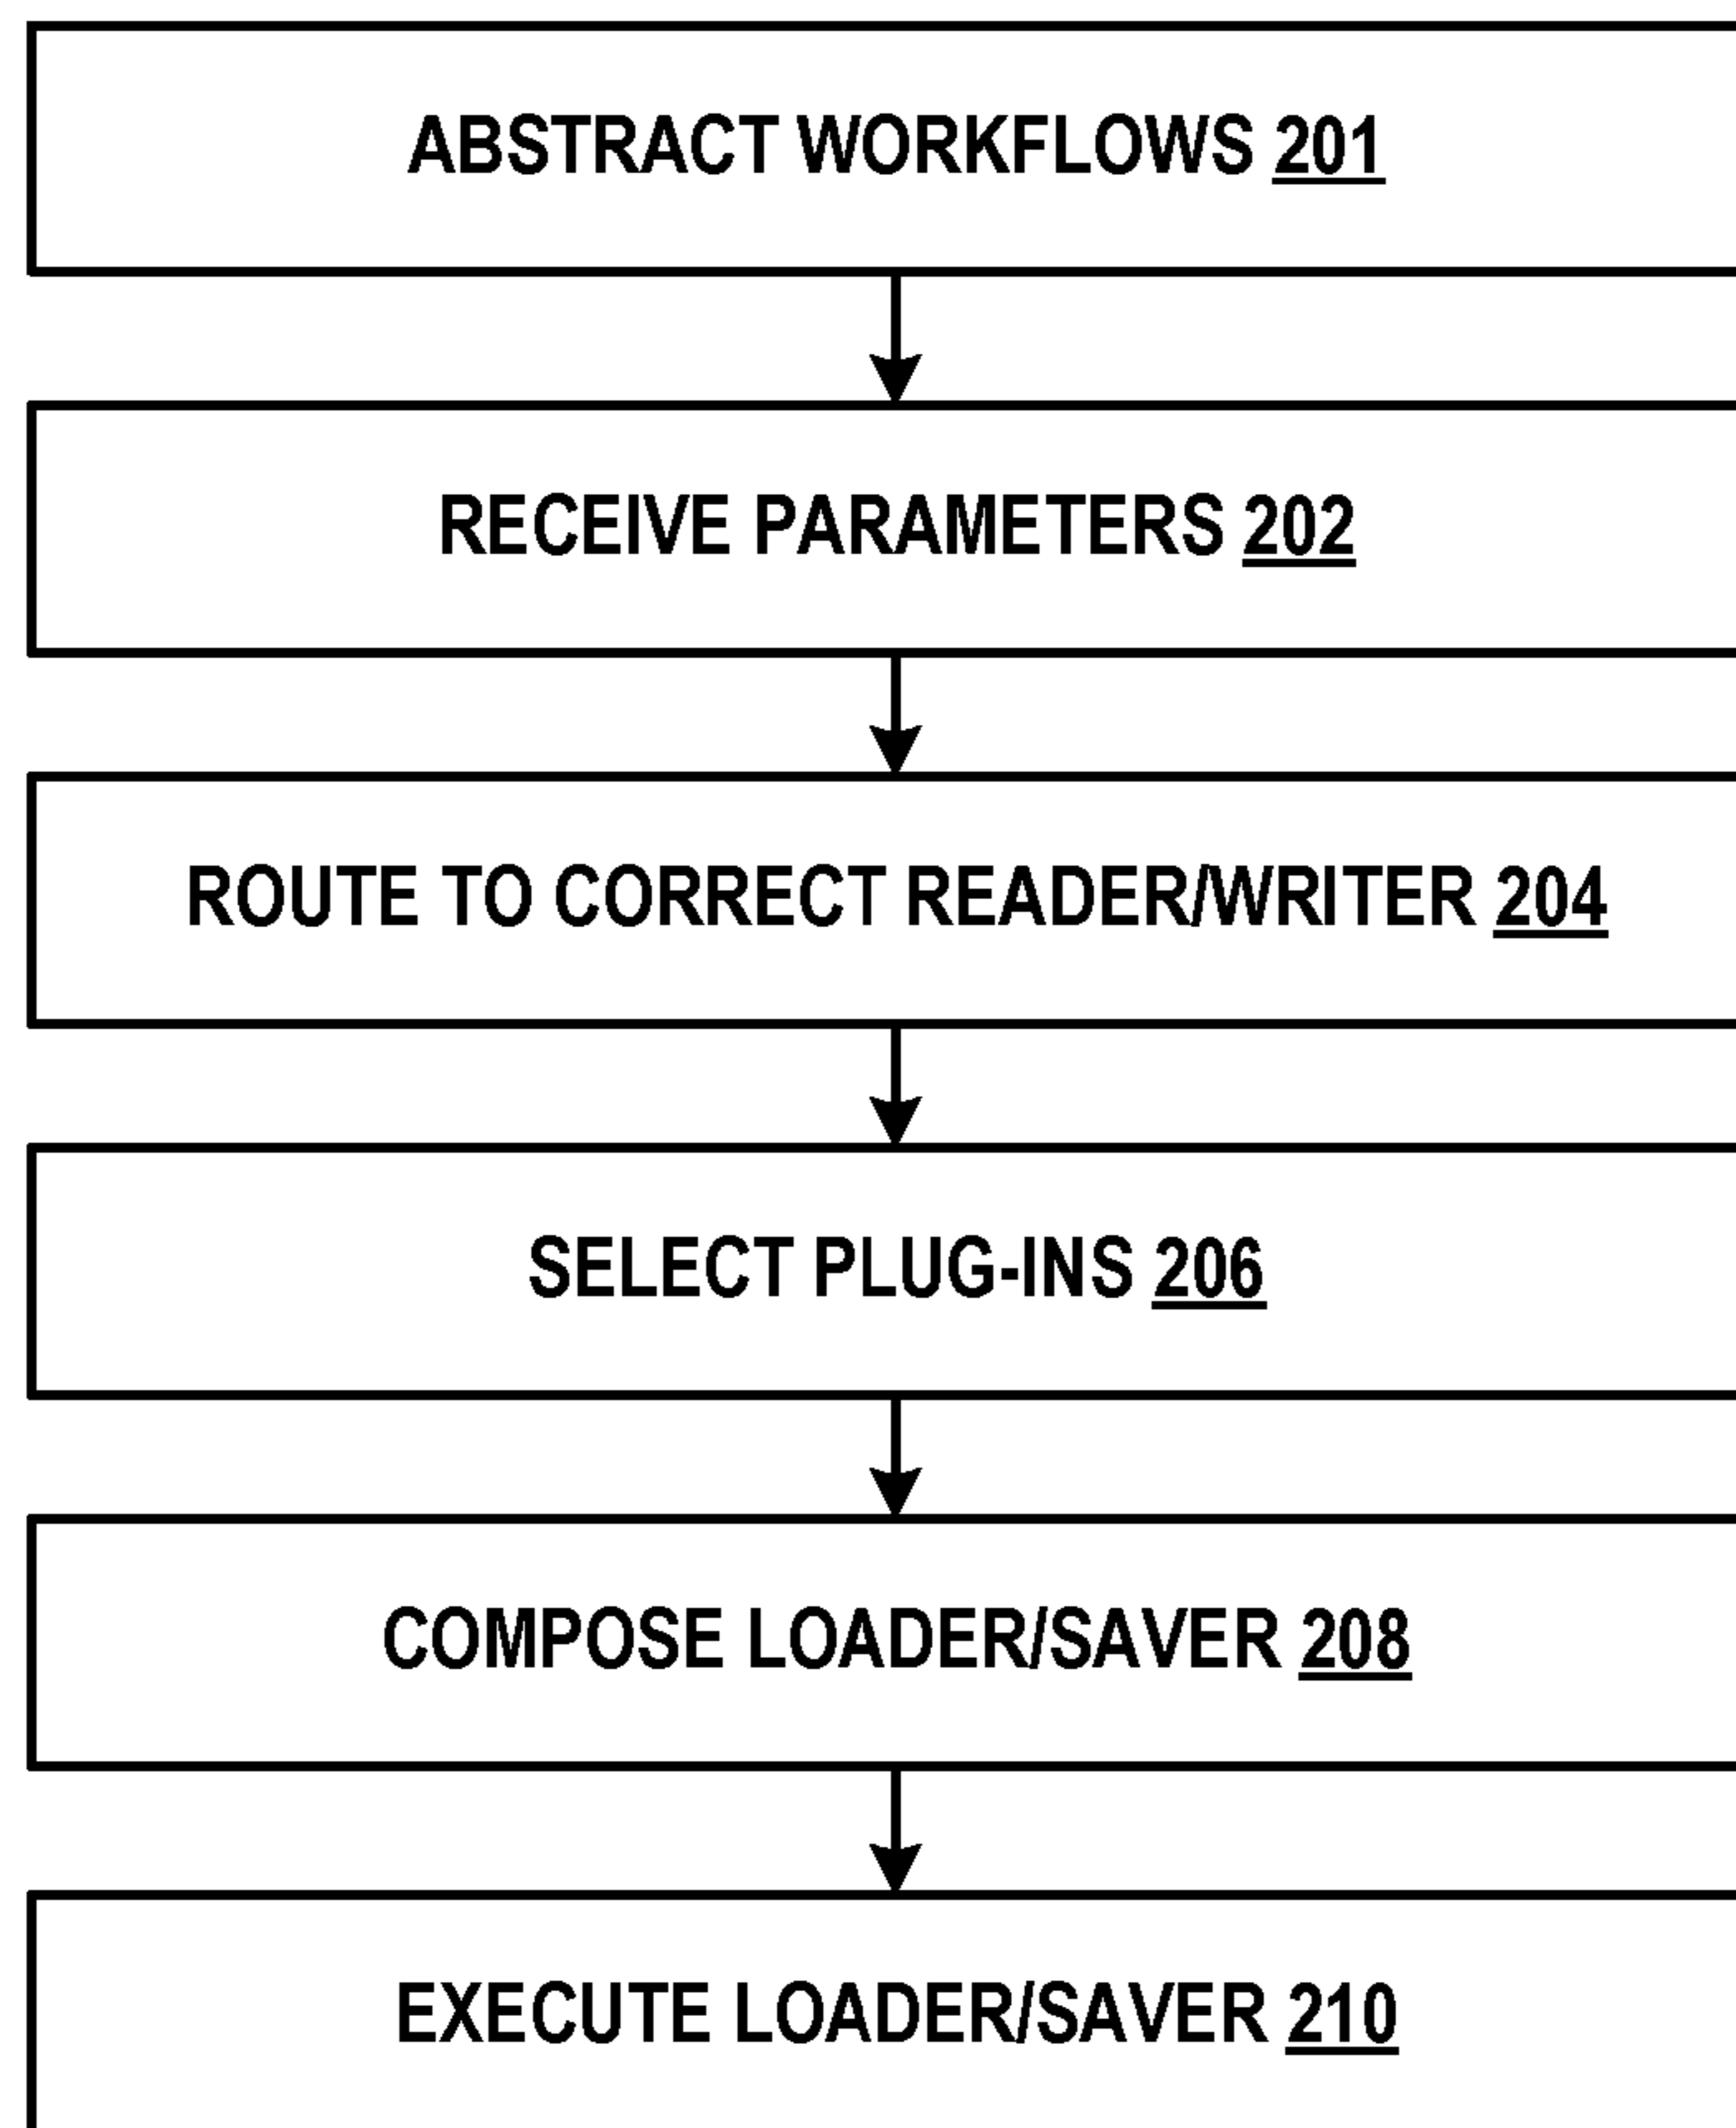 ABSTRACT WORKFLOWS 201
RECEIVE PARAMETERS 202
ROUTE TO CORRECT READER/WRITER 204
SELECT PLUG-INS 206
COMPOSE LOADER/SAVER 208
EXECUTE LOADER/SAVER 210